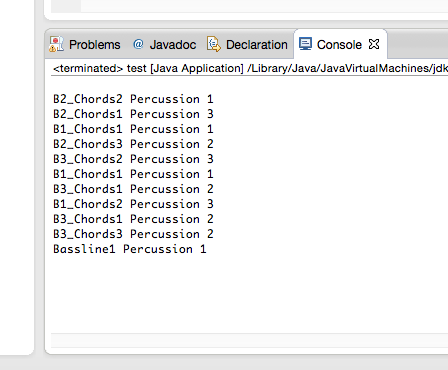 Problems @ Javadoc Declaration Console
<terminated> test [Java Application] /Library/Java/JavaVirtualMachines/jdk
B2_Chords2 Percussion 1
B2_Chords1 Percussion 3
B1_Chords1 Percussion 1
B2_Chords3 Percussion 2
B3_Chords2 Percussion 3
B1_Chords1 Percussion 1
B3_Chords1 Percussion 2
B1_Chords2 Percussion 3
B3_Chords1 Percussion 2
B3_Chords3 Percussion 2
Bassline1 Percussion 1